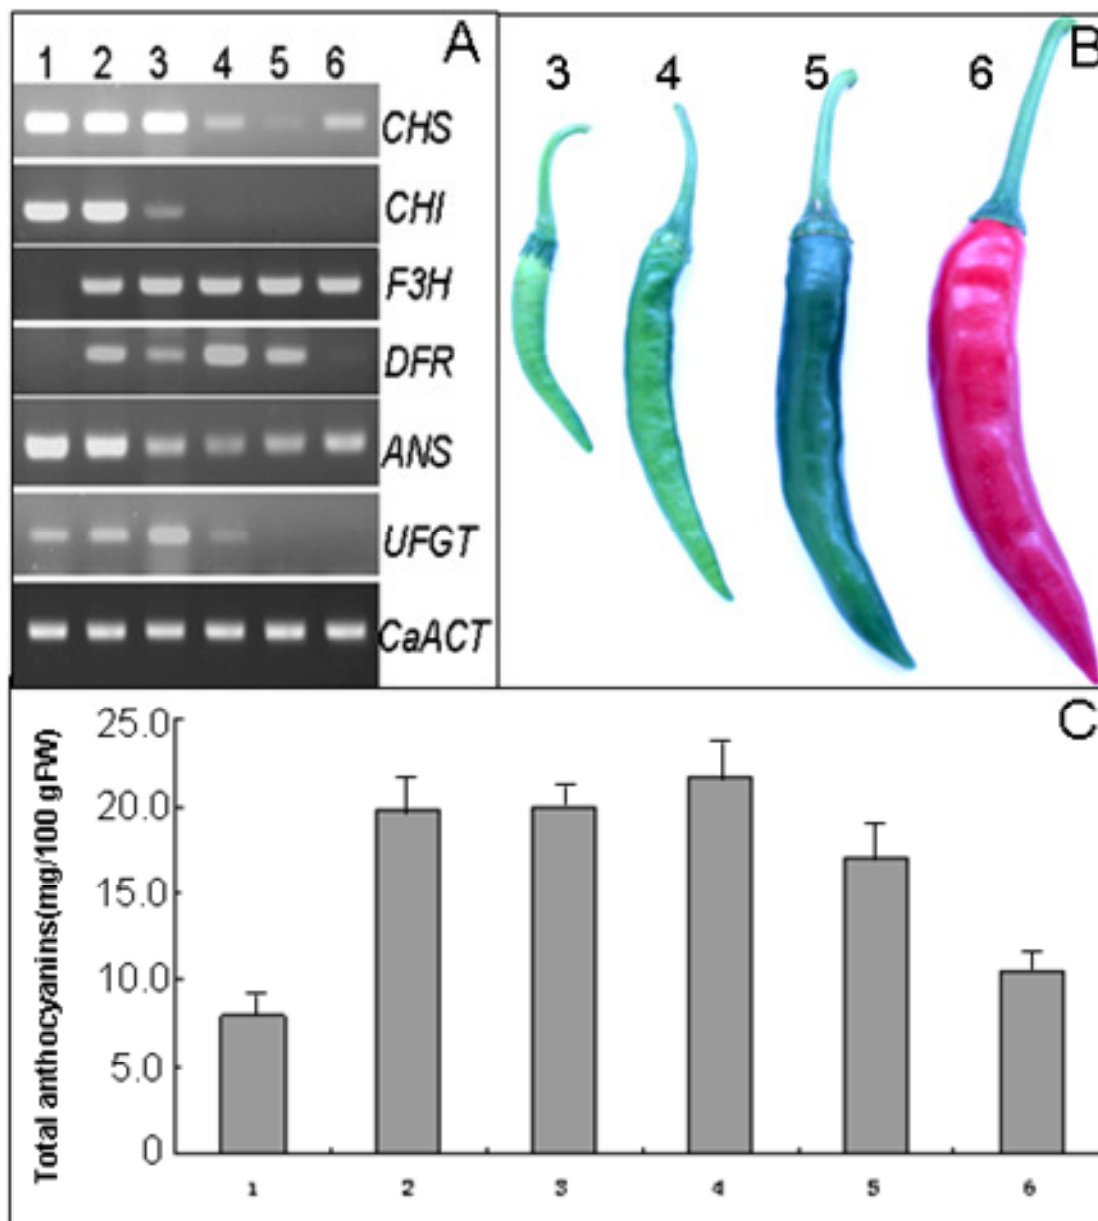 A
1 2 3 4 5 6
CHS
CHI
F3H
DFR
ANS
UFGT
CaACT
B
3 4 5 6
C
Total anthocyanins(mg/100 gFW)
25.0
20.0
15.0
10.0
5.0
0
1 2 3 4 5 6